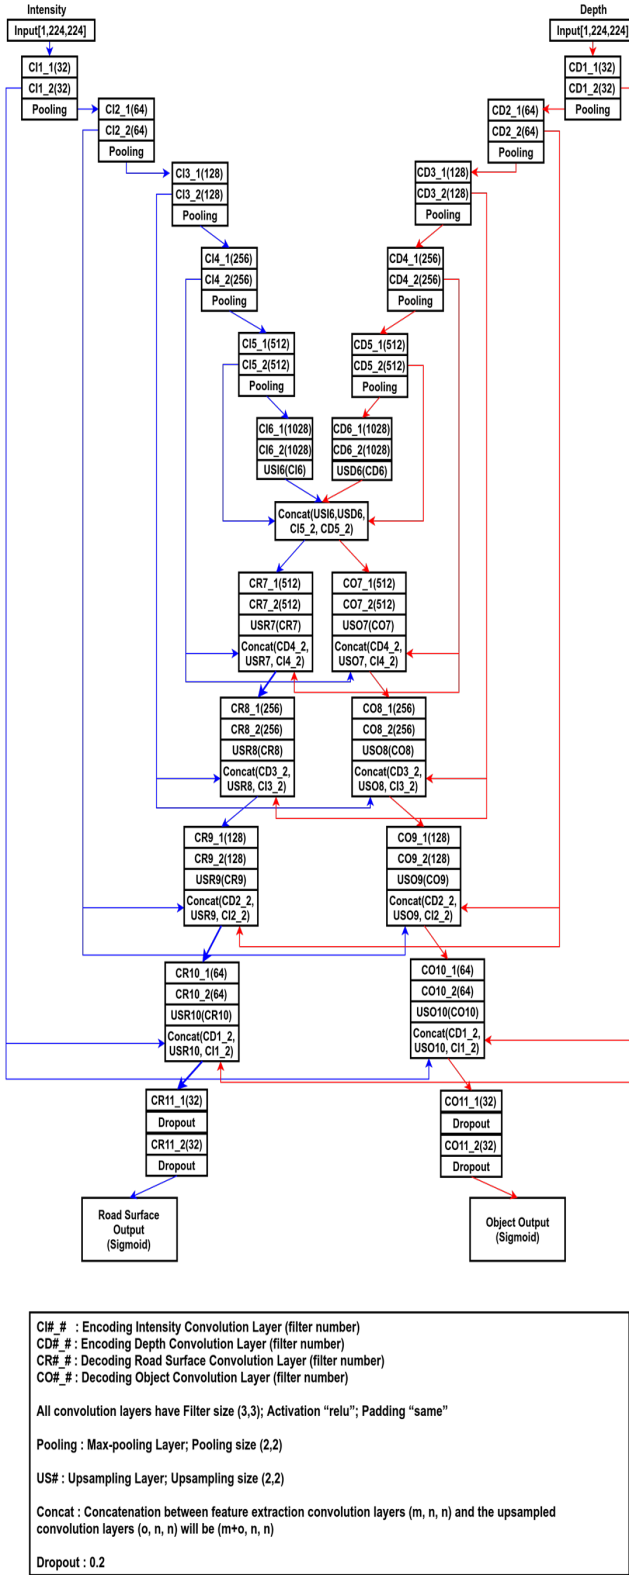 Intensity
Input[1,224,224]
CI1_1(32)
CI1_2(32)
Pooling
CI2_1(64)
CI2_2(64)
Pooling
CI3_1(128)
CI3_2(128)
Pooling
CI4_1(256)
CI4_2(256)
Pooling
CI5_1(512)
CI5_2(512)
Pooling
CI6_1(1028)
CI6_2(1028)
USI6(CI6)
Depth
Input[1,224,224]
CD1_1(32)
CD1_2(32)
Pooling
CD2_1(64)
CD2_2(64)
Pooling
CD3_1(128)
CD3_2(128)
Pooling
CD4_1(256)
CD4_2(256)
Pooling
CD5_1(512)
CD5_2(512)
Pooling
CD6_1(1028)
CD6_2(1028)
USD6(CD6)
Concat(USI6,USD6,
CI5_2, CD5_2)
CR7_1(512)
CR7_2(512)
USR7(CR7)
Concat(CD4_2,
USR7, CI4_2)
CR8_1(256)
CR8_2(256)
USR8(CR8)
Concat(CD3_2,
USR8, CI3_2)
CR9_1(128)
CR9_2(128)
USR9(CR9)
Concat(CD2_2,
USR9, CI2_2)
CR10_1(64)
CR10_2(64)
USR10(CR10)
Concat(CD1_2,
USR10, CI1_2)
CR11_1(32)
Dropout
CR11_2(32)
Dropout
Road Surface
Output
(Sigmoid)
CO7_1(512)
CO7_2(512)
USO7(CO7)
Concat(CD4_2,
USO7, CI4_2)
CO8_1(256)
CO8_2(256)
USO8(CO8)
Concat(CD3_2,
USO8, CI3_2)
CO9_1(128)
CO9_2(128)
USO9(CO9)
Concat(CD2_2,
USO9, CI2_2)
CO10_1(64)
CO10_2(64)
USO10(CO10)
Concat(CD1_2,
USO10, CI1_2)
CO11_1(32)
Dropout
CO11_2(32)
Dropout
Object Output
(Sigmoid)
CI#_# : Encoding Intensity Convolution Layer (filter number)
CD#_# : Encoding Depth Convolution Layer (filter number)
CR#_# : Decoding Road Surface Convolution Layer (filter number)
CO#_# : Decoding Object Convolution Layer (filter number)
All convolution layers have Filter size (3,3); Activation “relu”; Padding “same”
Pooling : Max-pooling Layer; Pooling size (2,2)
US# : Upsampling Layer; Upsampling size (2,2)
Concat : Concatenation between feature extraction convolution layers (m, n, n) and the upsampled
convolution layers (o, n, n) will be (m+o, n, n)
Dropout : 0.2